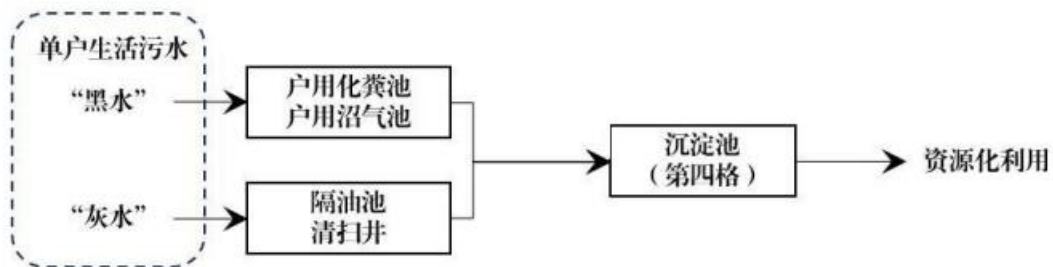 单户生活污水
“黑水”
户用化粪池
户用沼气池
“灰水”
隔油池
清扫井
沉淀池
（第四格）
资源化利用